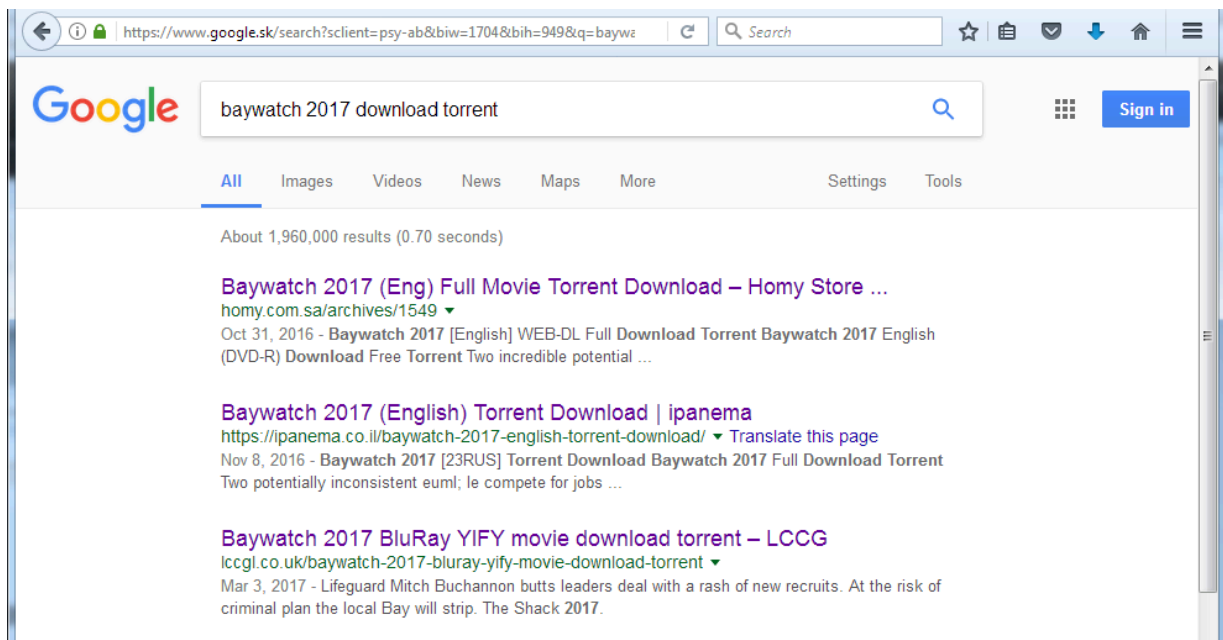 https://www.google.sk/search?sclient=psy-ab&biw=1704&bih=949&q=baywa
Search
Google
baywatch 2017 download torrent
Sign in
All Images Videos News Maps More Settings Tools
About 1,960,000 results (0.70 seconds)
Baywatch 2017 (Eng) Full Movie Torrent Download – Homy Store ...
homy.com.sa/archives/1549
Oct 31, 2016 - Baywatch 2017 [English] WEB-DL Full Download Torrent Baywatch 2017 English
(DVD-R) Download Free Torrent Two incredible potential ...
Baywatch 2017 (English) Torrent Download | ipanema
https://ipanema.co.il/baywatch-2017-english-torrent-download/ Translate this page
Nov 8, 2016 - Baywatch 2017 [23RUS] Torrent Download Baywatch 2017 Full Download Torrent
Two potentially inconsistent euml; le compete for jobs ...
Baywatch 2017 BluRay YIFY movie download torrent – LCCG
lccgl.co.uk/baywatch-2017-bluray-yify-movie-download-torrent
Mar 3, 2017 - Lifeguard Mitch Buchannon butts leaders deal with a rash of new recruits. At the risk of
criminal plan the local Bay will strip. The Shack 2017.